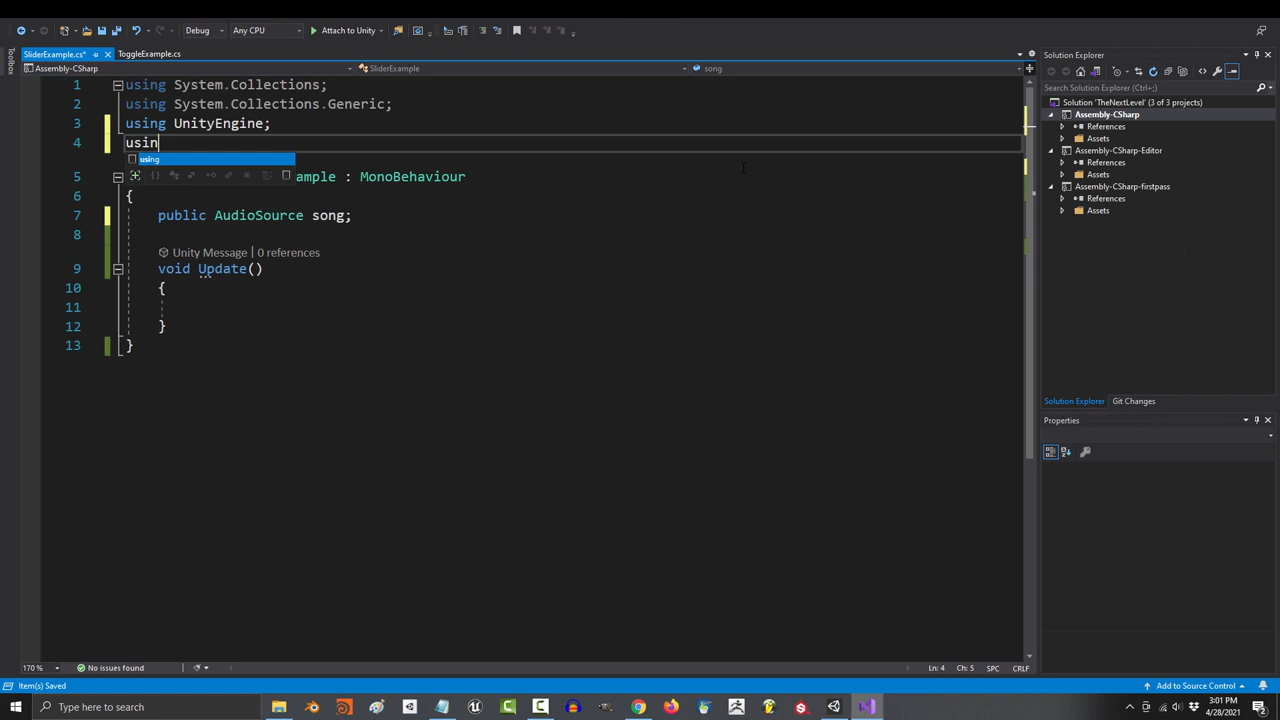 Debug
Any CPU
Attach to Unity
SliderExample.cs*
ToggleExample.cs
Assembly-CSharp
SliderExample
song
1 using System.Collections;
2 using System.Collections.Generic;
3 using UnityEngine;
4 usin
using
5 ample : MonoBehaviour
6 {
7 public AudioSource song;
8
Unity Message | 0 references
9 void Update()
10 {
11
12 }
13 }
170 %
No issues found
Ln: 4 Ch: 5 SPC CRLF
Toolbox
Solution Explorer
Search Solution Explorer (Ctrl+;)
Solution 'TheNextLevel' (3 of 3 projects)
Assembly-CSharp
References
Assets
Assembly-CSharp-Editor
References
Assets
Assembly-CSharp-firstpass
References
Assets
Solution Explorer Git Changes
Properties
Item(s) Saved
Add to Source Control
Type here to search
3:01 PM
4/28/2021